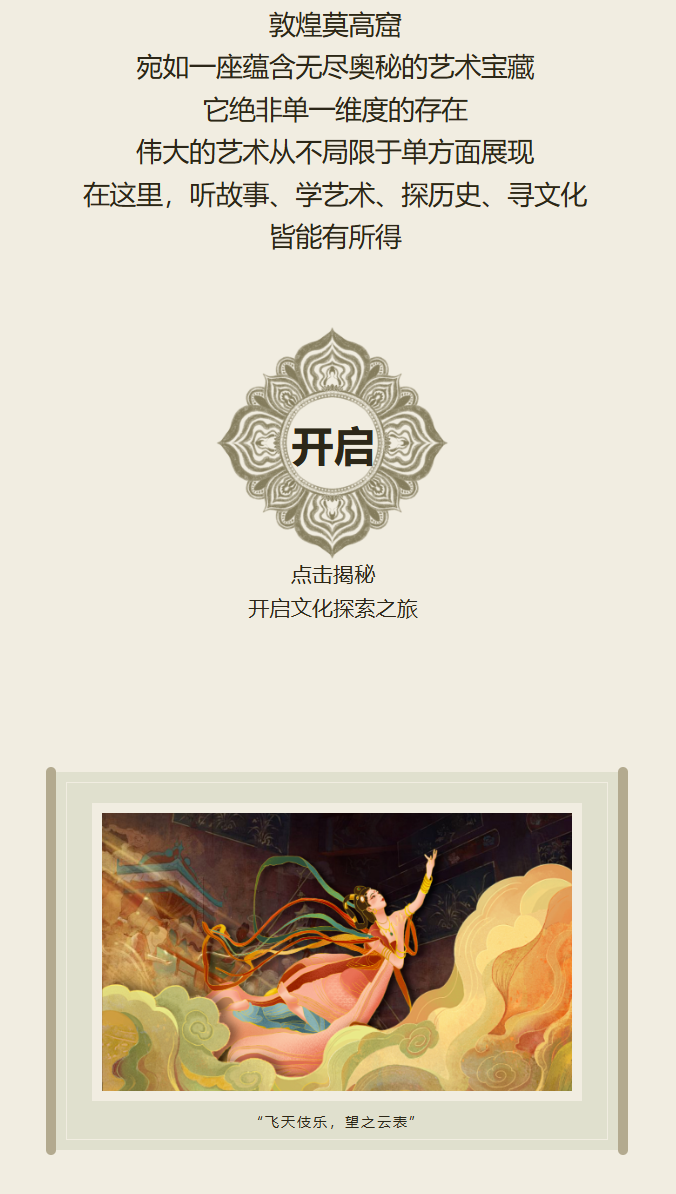 敦煌莫高窟
宛如一座蕴含无尽奥秘的艺术宝藏
它绝非单一维度的存在
伟大的艺术从不局限于单方面展现
在这里，听故事、学艺术、探历史、寻文化
皆能有所得
开启
点击揭秘
开启文化探索之旅
“飞天伎乐，望之云表”